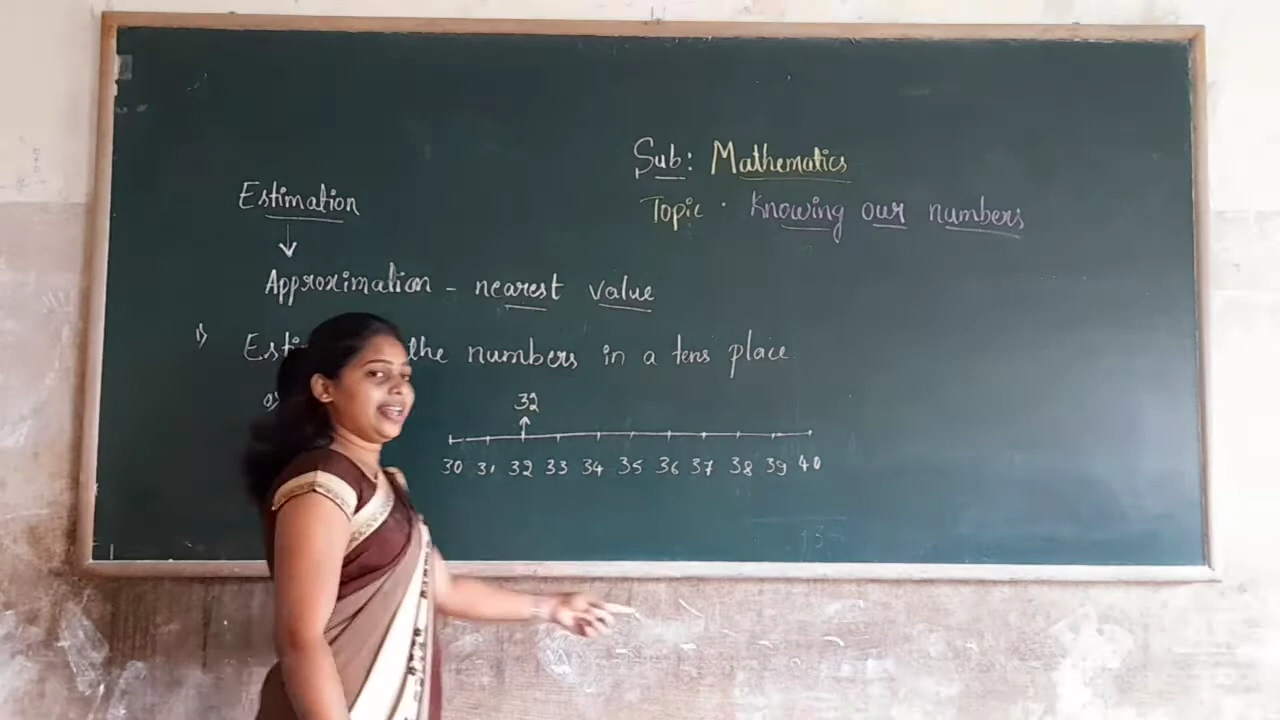 Sub: Mathematics
Topic · Knowing our numbers
Estimation
Approximation - nearest value
1) the numbers in a tens place
a)
32
30 31 32 33 34 35 36 37 38 39 40